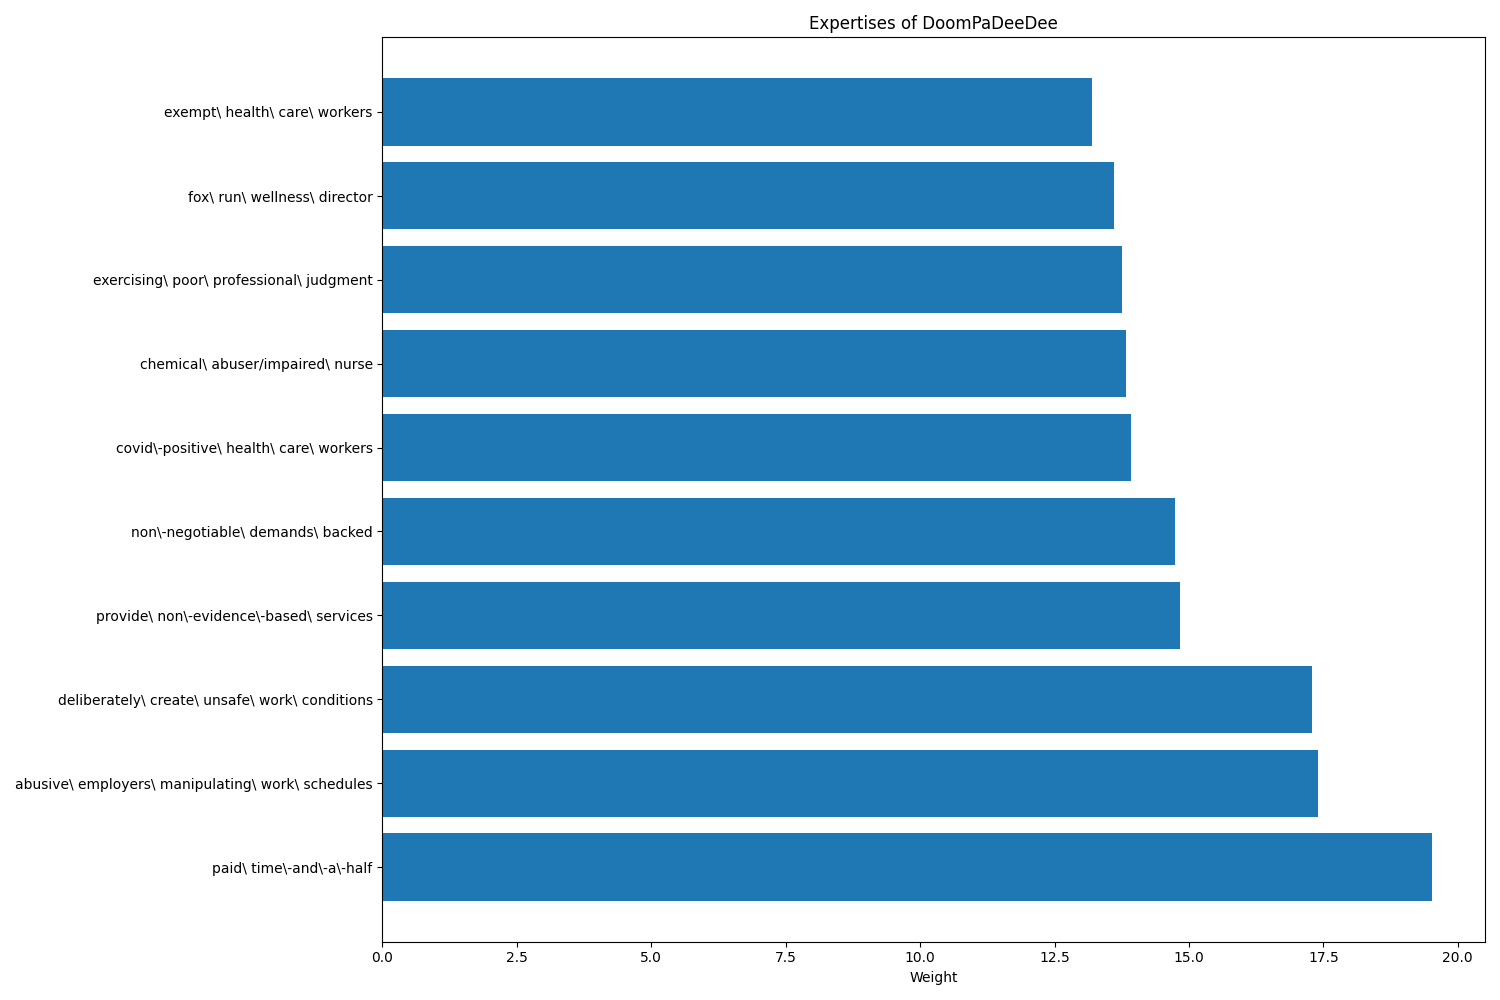 Expertises of DoomPaDeeDee
exempt\ health\ care\ workers
fox\ run\ wellness\ director
exercising\ poor\ professional\ judgment
chemical\ abuser/impaired\ nurse
covid\-positive\ health\ care\ workers
non\-negotiable\ demands\ backed
provide\ non\-evidence\-based\ services
deliberately\ create\ unsafe\ work\ conditions
abusive\ employers\ manipulating\ work\ schedules
paid\ time\-and\-a\-half
0.0 2.5 5.0 7.5 10.0 12.5 15.0 17.5 20.0
Weight